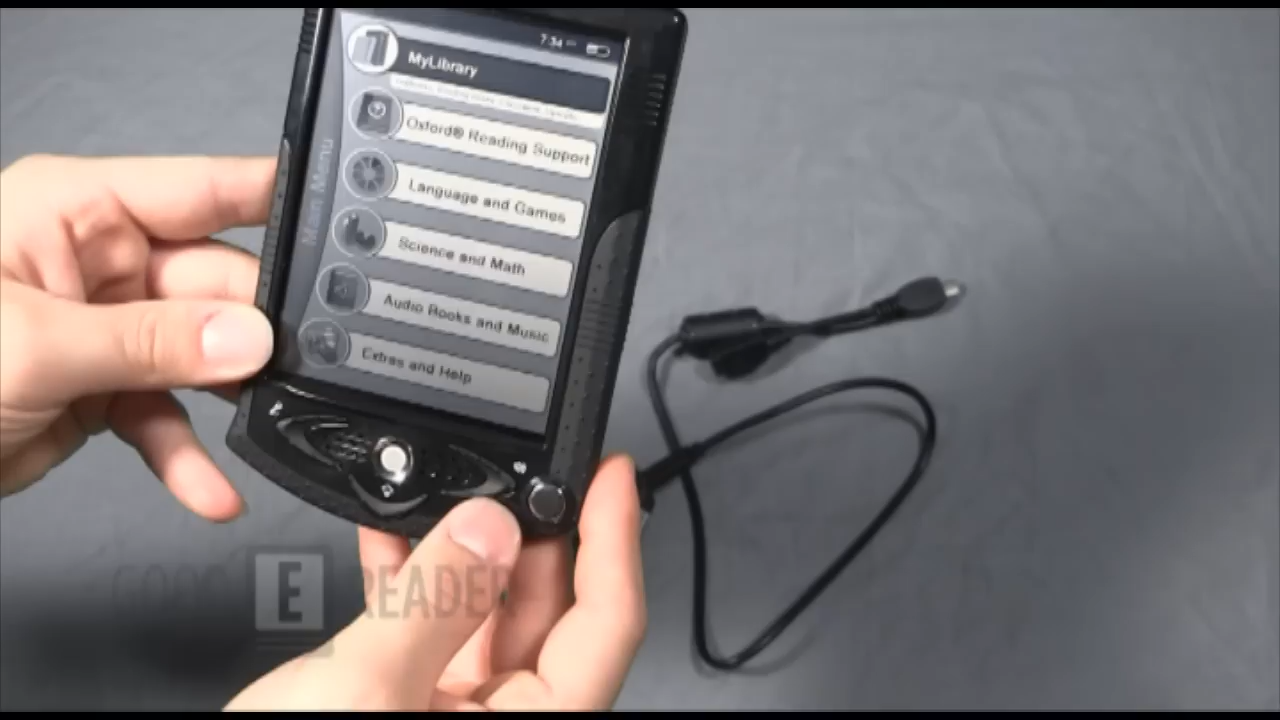 7:34
MyLibrary
Oxford® Reading Support
Language and Games
Science and Math
Audio Books and Music
Extras and Help
Main Menu
GOOD E READER